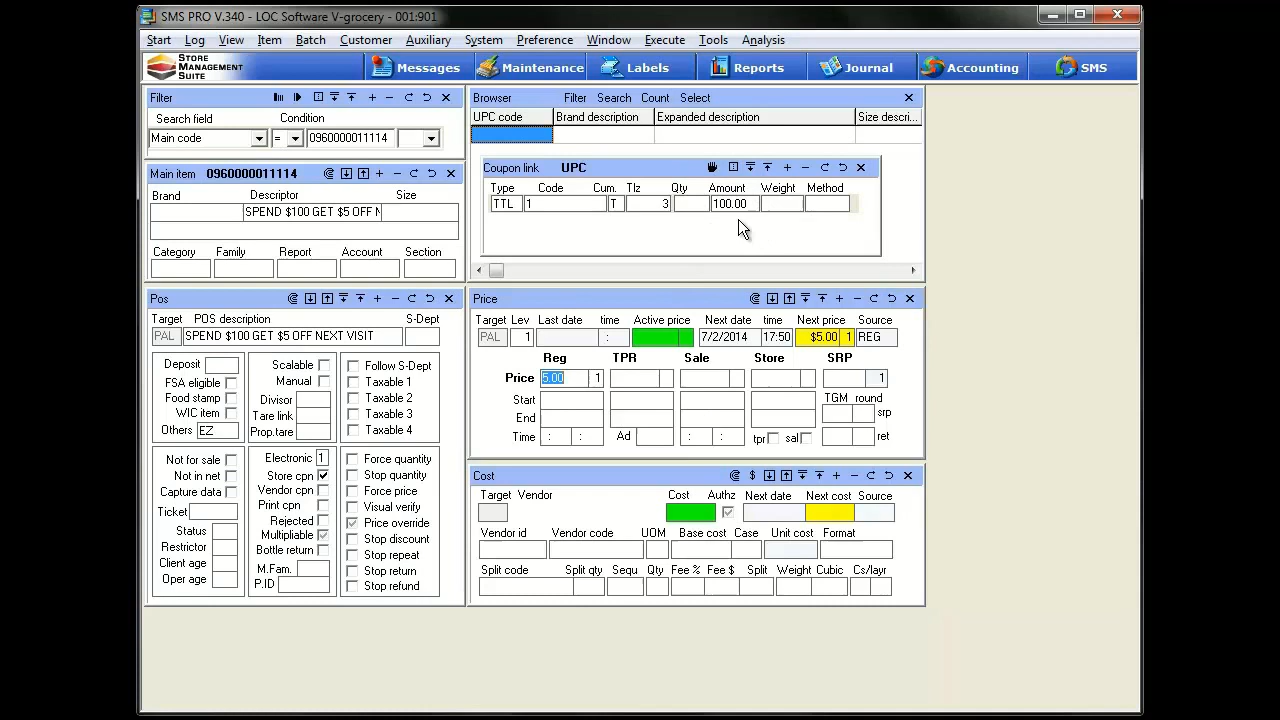 SMS PRO V.340 - LOC Software V-grocery - 001:901
Start Log View Item Batch Customer Auxiliary System Preference Window Execute Tools Analysis
STORE MANAGEMENT SUITE Messages Maintenance Labels Reports Journal Accounting SMS
Filter
Search field Condition
Main code = 0960000011114
Main item 0960000011114
Brand Descriptor Size
SPEND $100 GET $5 OFF N
Category Family Report Account Section
Browser Filter Search Count Select
UPC code Brand description Expanded description Size descri...
Coupon link UPC
Type Code Cum. Tlz Qty Amount Weight Method
TTL 1 T 3 100.00
Pos
Target POS description S-Dept
PAL SPEND $100 GET $5 OFF NEXT VISIT
Deposit
FSA eligible
Food stamp
WIC item
Others EZ
Scalable
Manual
Divisor
Tare link
Prop.tare
Follow S-Dept
Taxable 1
Taxable 2
Taxable 3
Taxable 4
Not for sale
Not in net
Capture data
Ticket
Status
Restrictor
Client age
Oper age
Electronic 1
Store cpn
Vendor cpn
Print cpn
Rejected
Multipliable
Bottle return
M.Fam.
P.ID
Force quantity
Stop quantity
Force price
Visual verify
Price override
Stop discount
Stop repeat
Stop return
Stop refund
Price
Target Lev Last date time Active price Next date time Next price Source
PAL 1 : 7/2/2014 17:50 $5.00 1 REG
Reg TPR Sale Store SRP
Price 5.00 1 1
Start TGM round
End srp
Time : : Ad : : tpr sal ret
Cost
Target Vendor Cost Authz Next date Next cost Source
Vendor id Vendor code UOM Base cost Case Unit cost Format
Split code Split qty Sequ Qty Fee % Fee $ Split Weight Cubic Cs/layr